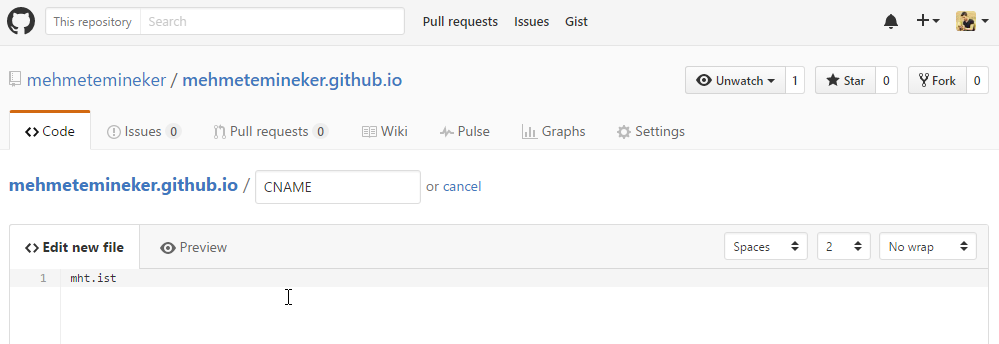 This repository Search Pull requests Issues Gist
mehmetemineker / mehmetemineker.github.io Unwatch 1 Star 0 Fork 0
Code Issues 0 Pull requests 0 Wiki Pulse Graphs Settings
mehmetemineker.github.io / CNAME or cancel
Edit new file Preview Spaces 2 No wrap
1 mht.ist